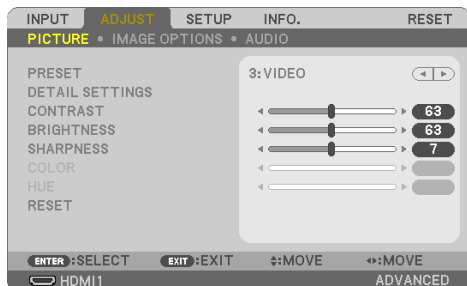 INPUT ADJUST SETUP INFO. RESET
PICTURE • IMAGE OPTIONS • AUDIO
PRESET 3:VIDEO
DETAIL SETTINGS
CONTRAST 63
BRIGHTNESS 63
SHARPNESS 7
COLOR
HUE
RESET
ENTER:SELECT EXIT:EXIT :MOVE :MOVE
HDMI1 ADVANCED